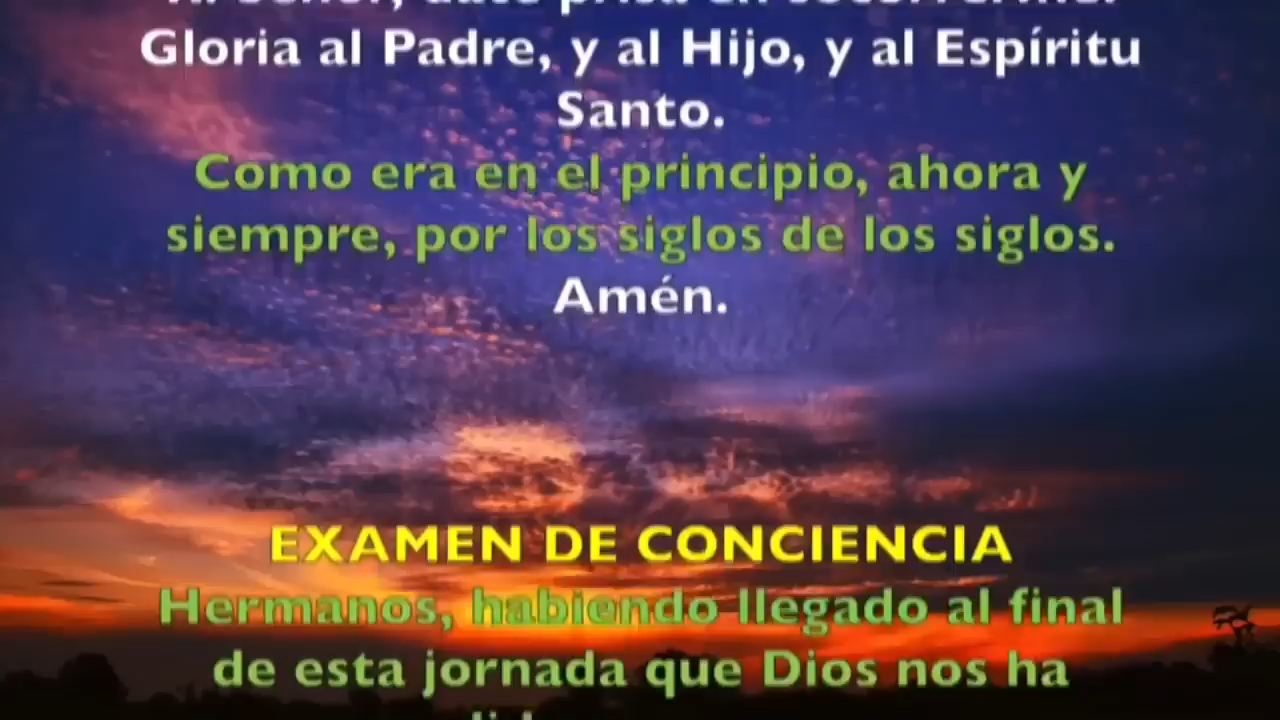 Gloria al Padre, y al Hijo, y al Espíritu
Santo.
Como era en el principio, ahora y
siempre, por los siglos de los siglos.
Amén.
EXAMEN DE CONCIENCIA
Hermanos, habiendo llegado al final
de esta jornada que Dios nos ha